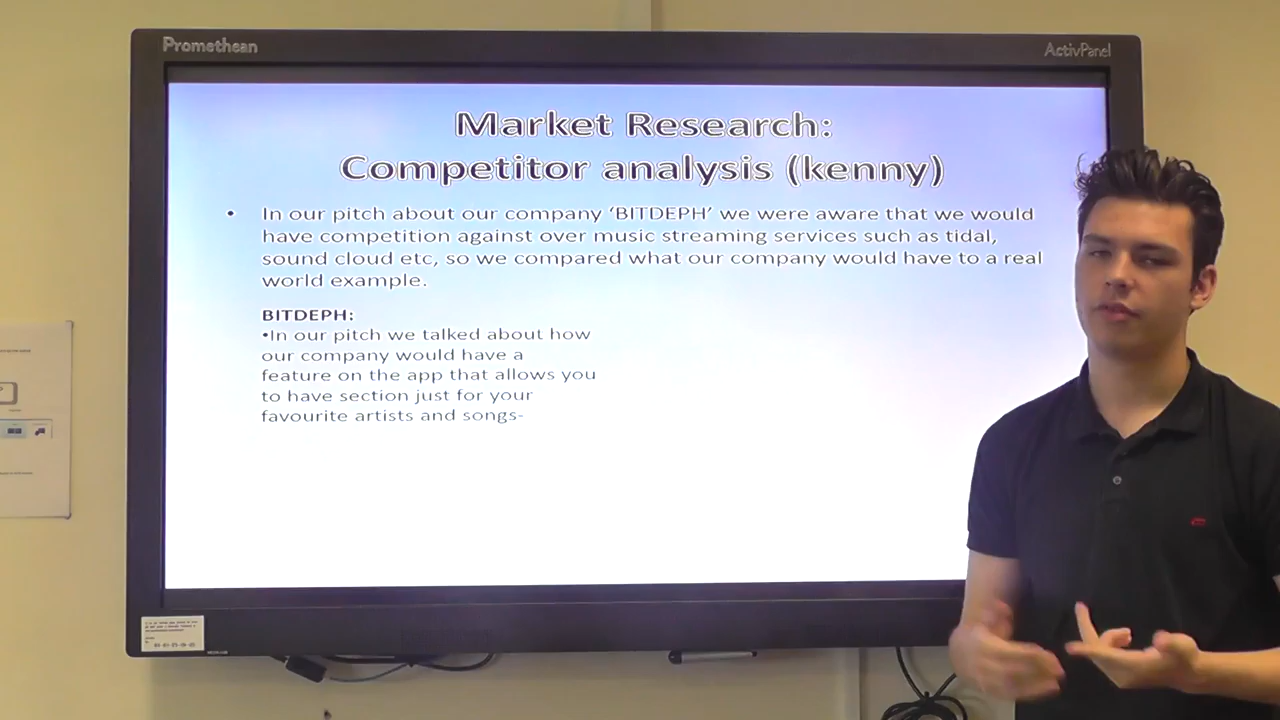 Promethean
ActivPanel
Market Research:
Competitor analysis (kenny)
• In our pitch about our company ‘BITDEPH’ we were aware that we would
have competition against over music streaming services such as tidal,
sound cloud etc, so we compared what our company would have to a real
world example.
BITDEPH:
•In our pitch we talked about how
our company would have a
feature on the app that allows you
to have section just for your
favourite artists and songs-